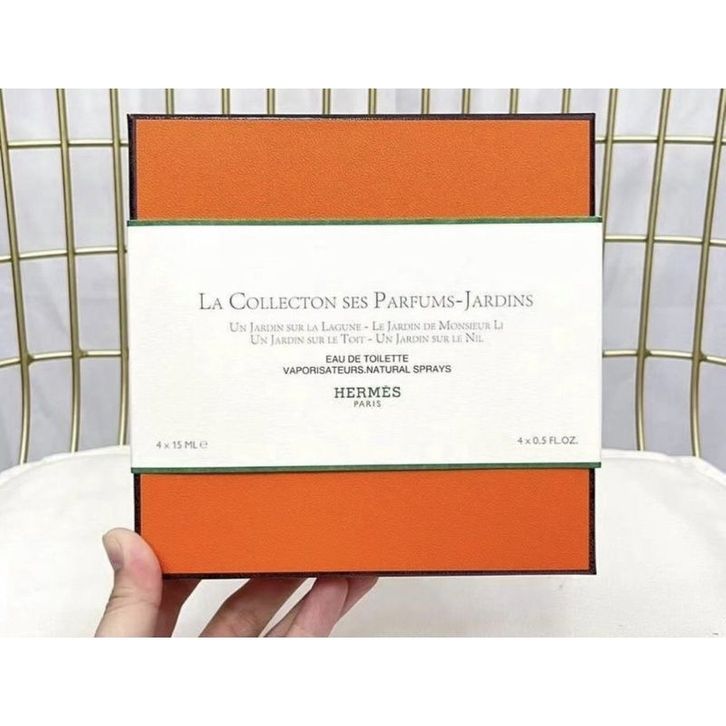 La Collecton ses Parfums-Jardins
Un Jardin sur la Lagune - Le Jardin de Monsieur Li
Un Jardin sur le Toit - Un Jardin sur le Nil
EAU DE TOILETTE
VAPORISATEURS.NATURAL SPRAYS
HERMÈS
PARIS
4 x 15 ML ℮
4 x 0.5 FL.OZ.